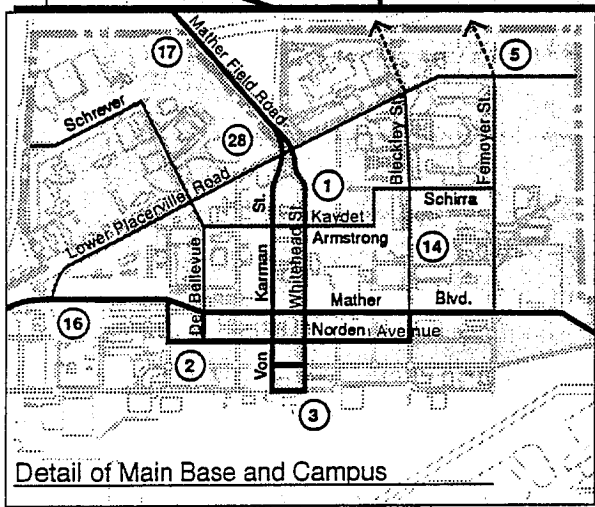 17
5
Mather Field Road
Schrever
28
Bleckley St.
Femoyer St.
Lower Placerville Road
1
Schirra
St.
Kaydet
Whitehead St.
Armstrong
14
Karman
Der Bellevue
Mather Blvd.
16
Norden Avenue
2
Von
3
Detail of Main Base and Campus